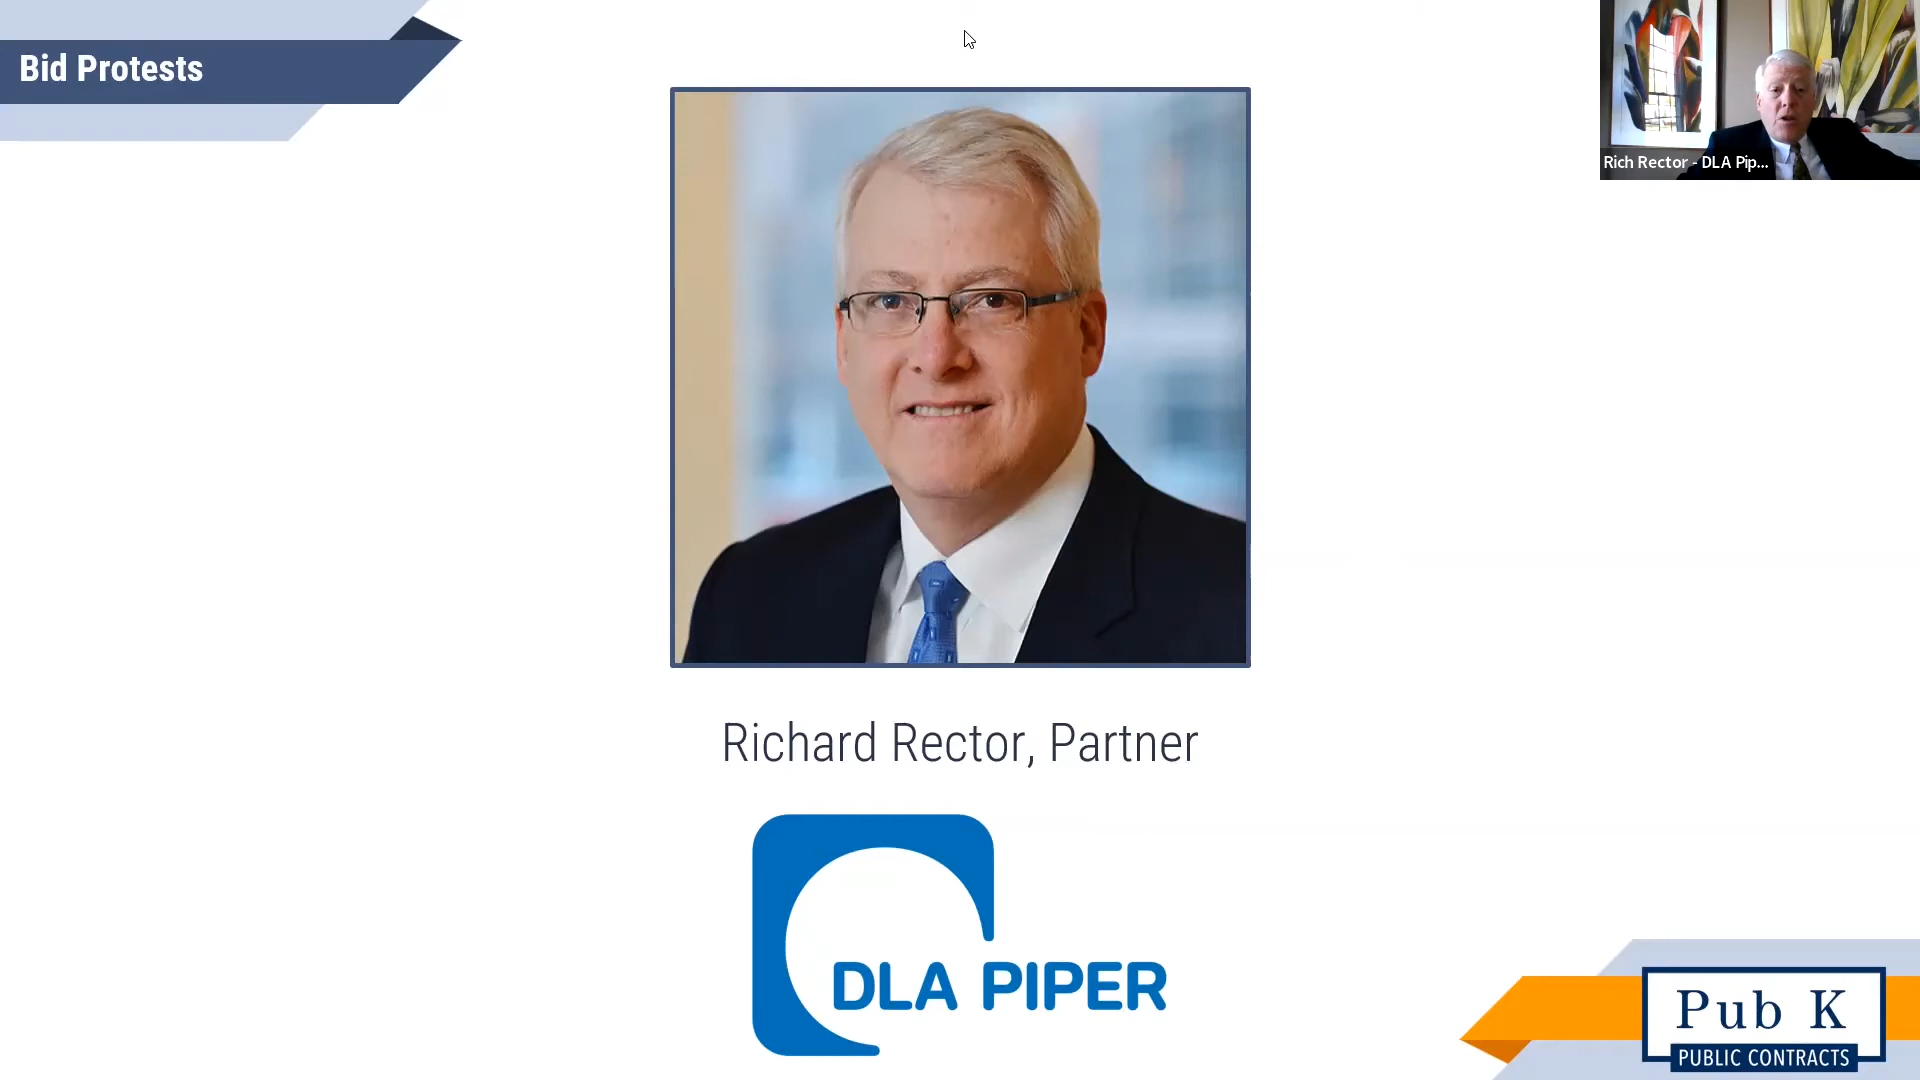 Bid Protests
Rich Rector - DLA Pip...
Richard Rector, Partner
DLA PIPER
Pub K
PUBLIC CONTRACTS